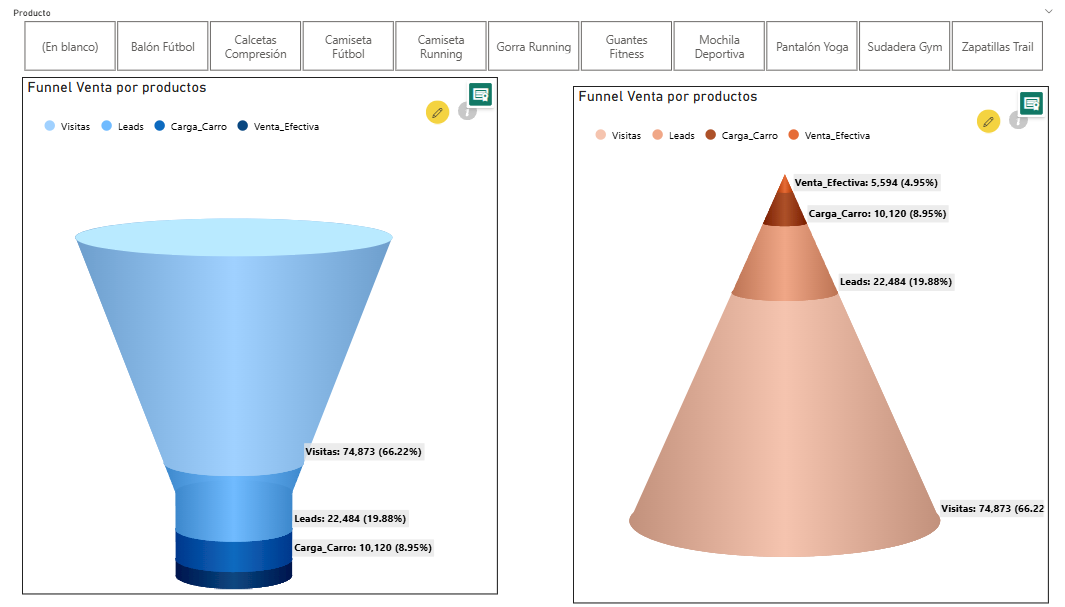 Producto
(En blanco)
Balón Fútbol
Calcetas
Compresión
Camiseta
Fútbol
Camiseta
Running
Gorra Running
Guantes
Fitness
Mochila
Deportiva
Pantalón Yoga
Sudadera Gym
Zapatillas Trail
Funnel Venta por productos
i
Visitas
Leads
Carga_Carro
Venta_Efectiva
Visitas: 74,873 (66.22%)
Leads: 22,484 (19.88%)
Carga_Carro: 10,120 (8.95%)
Funnel Venta por productos
i
Visitas
Leads
Carga_Carro
Venta_Efectiva
Venta_Efectiva: 5,594 (4.95%)
Carga_Carro: 10,120 (8.95%)
Leads: 22,484 (19.88%)
Visitas: 74,873 (66.22